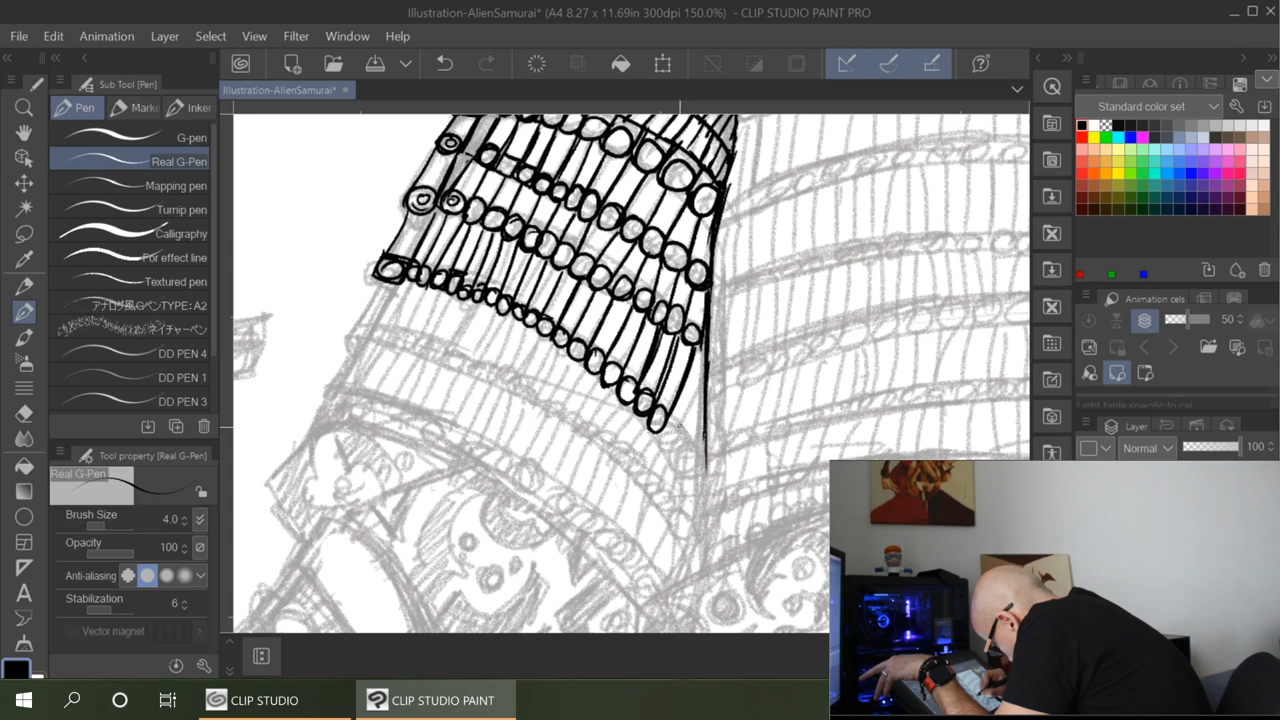 Illustration-AlienSamurai* (A4 8.27 x 11.69in 300dpi 150.0%) - CLIP STUDIO PAINT PRO
File Edit Animation Layer Select View Filter Window Help
Sub Tool [Pen]
Illustration-AlienSamurai*
Pen Marke Inker
Standard color set
G-pen
Real G-Pen
Mapping pen
Turnip pen
Calligraphy
For effect line
Textured pen
アナログ風GペンTYPE: A2
DD PEN 4
DD PEN 1
DD PEN 3
Animation cels
50
Light table specific to cel
Layer
Normal 100
Tool property [Real G-Pen]
Real G-Pen
Brush Size 4.0
Opacity 100
Anti-aliasing
Stabilization 6
Vector magnet
CLIP STUDIO
CLIP STUDIO PAINT